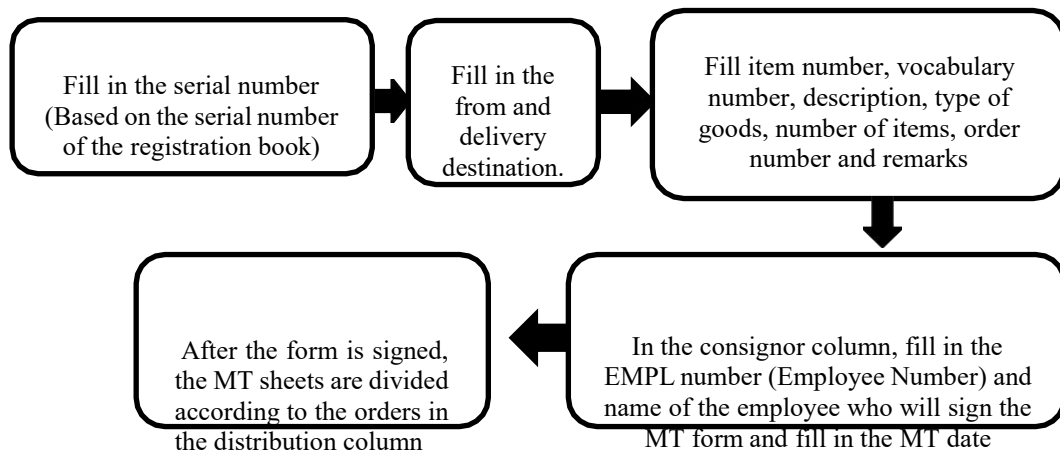 Fill in the serial number
(Based on the serial number
of the registration book)
Fill in the
from and
delivery
destination.
Fill item number, vocabulary
number, description, type of
goods, number of items, order
number and remarks
In the consignor column, fill in the
EMPL number (Employee Number) and
name of the employee who will sign the
MT form and fill in the MT date
After the form is signed,
the MT sheets are divided
according to the orders in
the distribution column